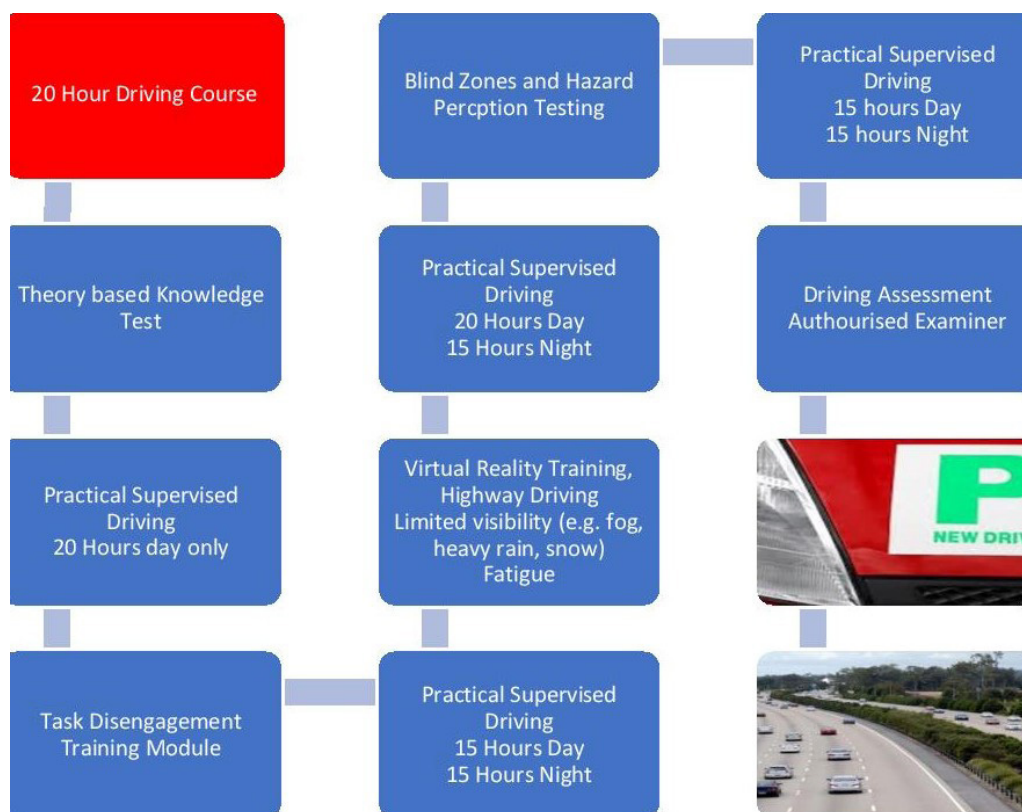 20 Hour Driving Course
Theory based Knowledge
Test
Practical Supervised
Driving
20 Hours day only
Task Disengagement
Training Module
Practical Supervised
Driving
15 Hours Day
15 Hours Night
Virtual Reality Training,
Highway Driving
Limited visibility (e.g. fog,
heavy rain, snow)
Fatigue
Practical Supervised
Driving
20 Hours Day
15 Hours Night
Blind Zones and Hazard
Percption Testing
Practical Supervised
Driving
15 hours Day
15 hours Night
Driving Assessment
Authourised Examiner
P
NEW DRIV